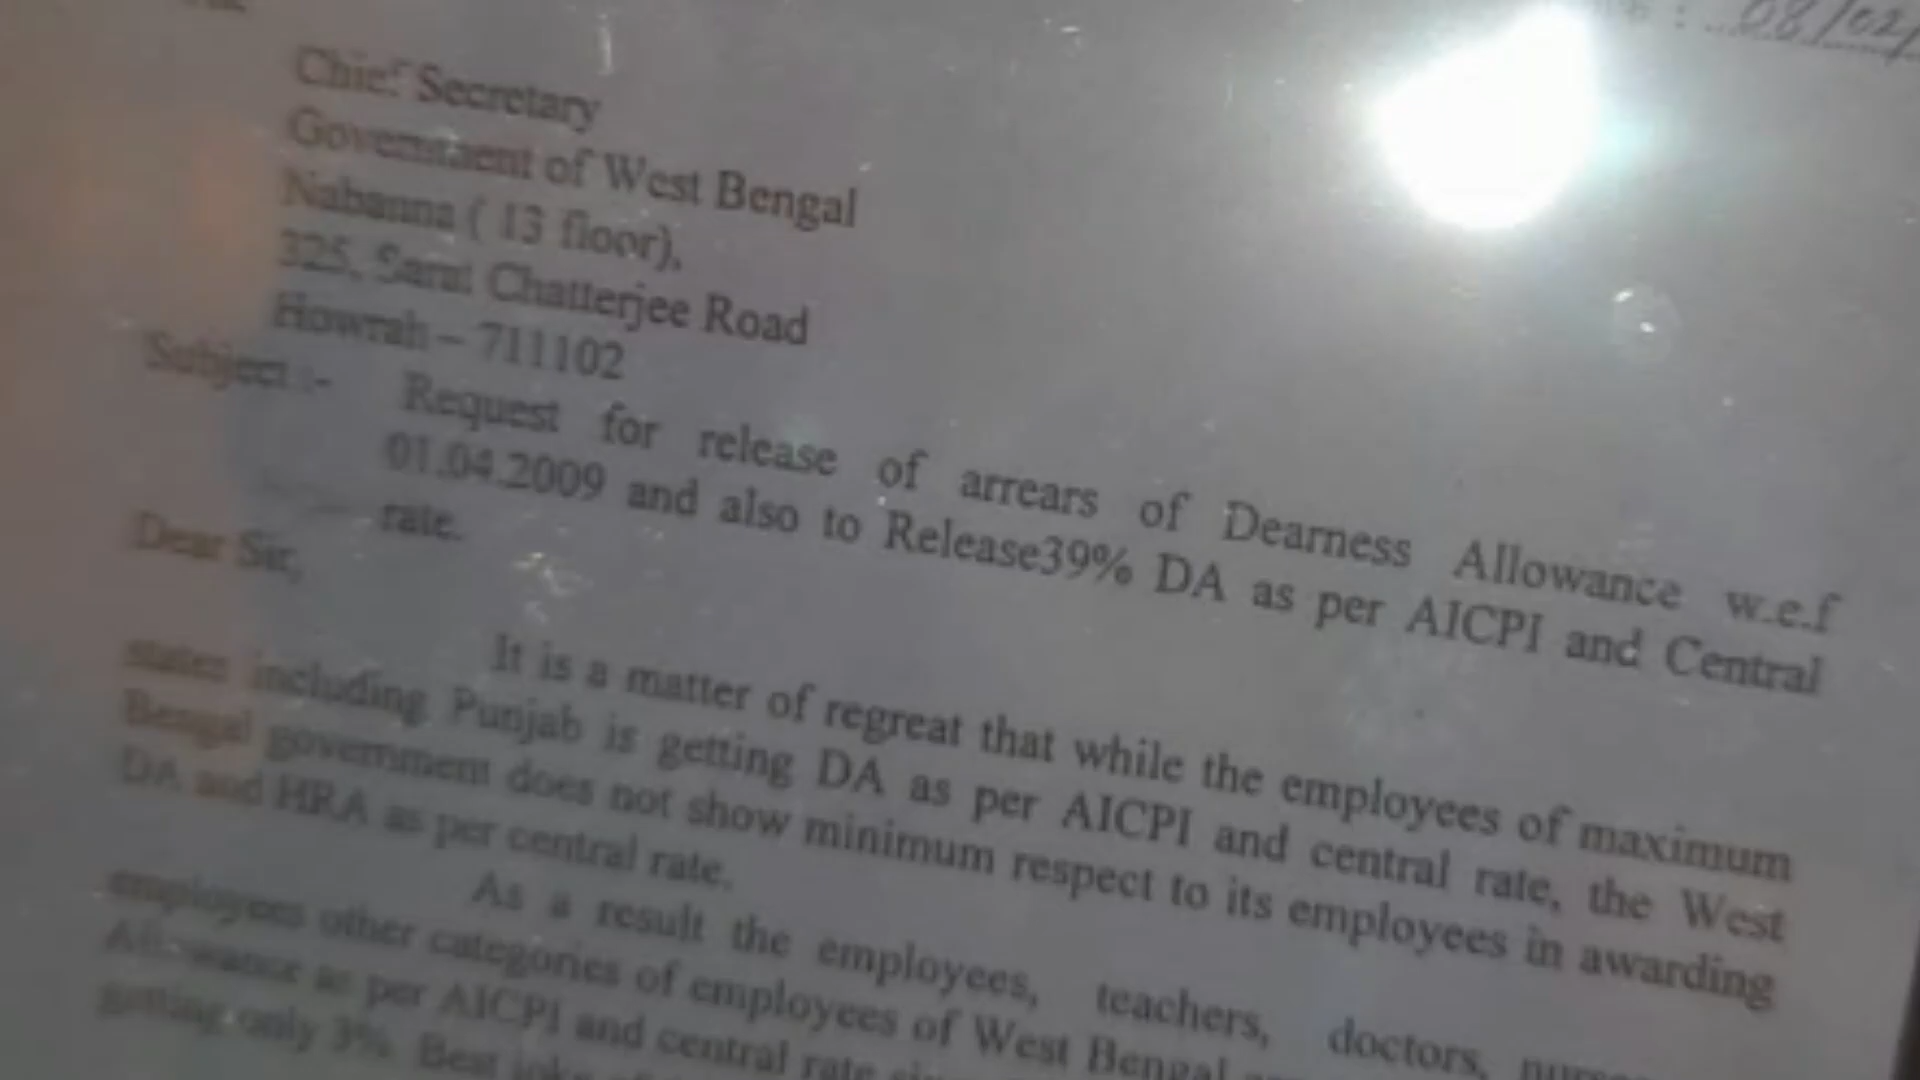 08/02/
Chief Secretary
Government of West Bengal
Nabanna ( 13 floor),
325, Sarat Chatterjee Road
Howrah – 711102
Subject :- Request for release of arrears of Dearness Allowance w.e.f
01.04.2009 and also to Release39% DA as per AICPI and Central
rate.
Dear Sir,
It is a matter of regreat that while the employees of maximum
states including Punjab is getting DA as per AICPI and central rate, the West
Bengal government does not show minimum respect to its employees in awarding
DA and HRA as per central rate.
As a result the employees, teachers, doctors,
employees other categories of employees of West Bengal
Allowance as per AICPI and central rate
getting only 3%. Best joke